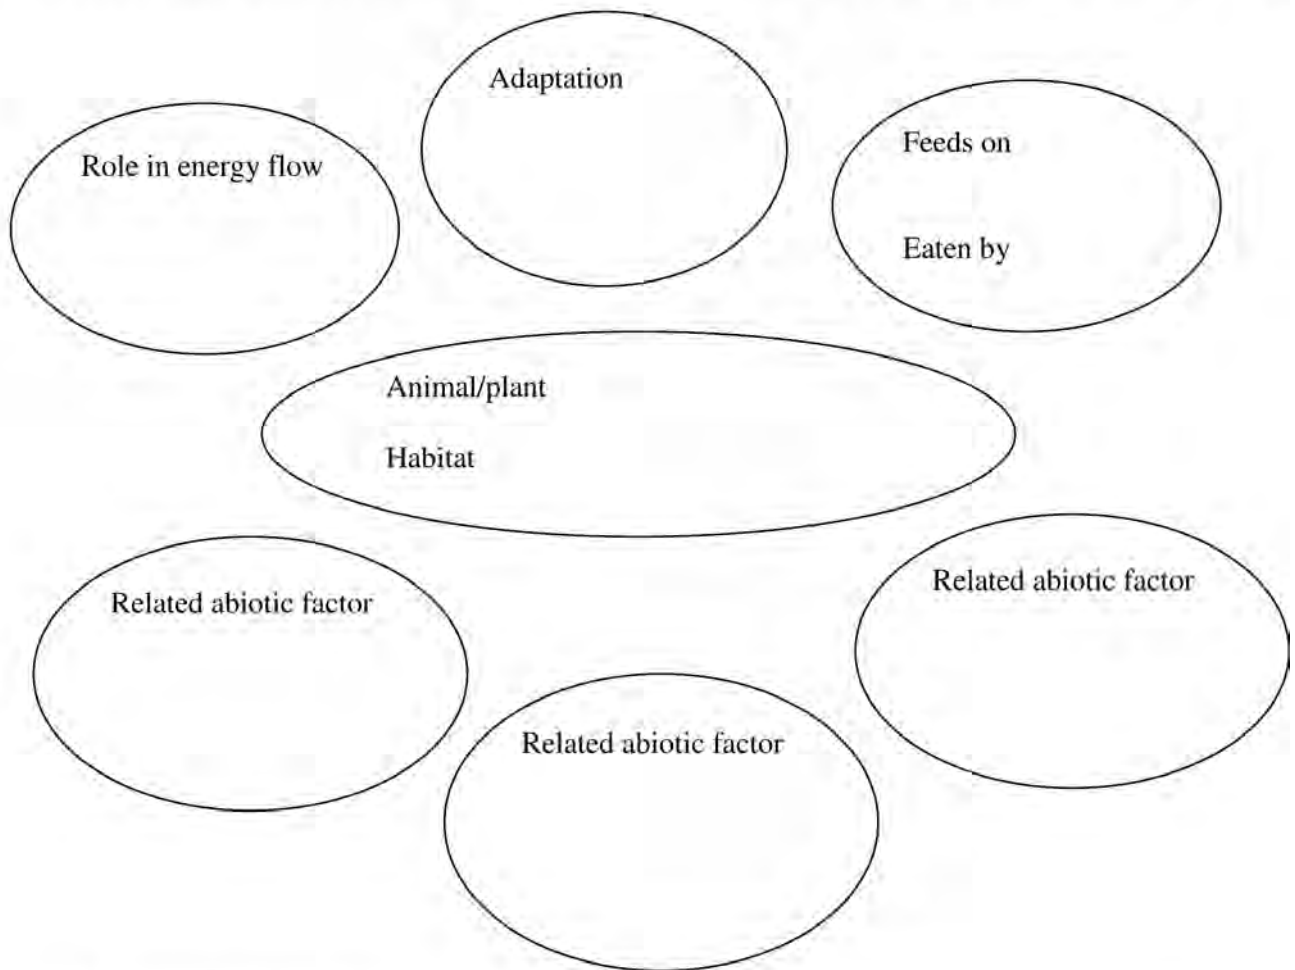 Adaptation
Role in energy flow
Feeds on
Eaten by
Animal/plant
Habitat
Related abiotic factor
Related abiotic factor
Related abiotic factor